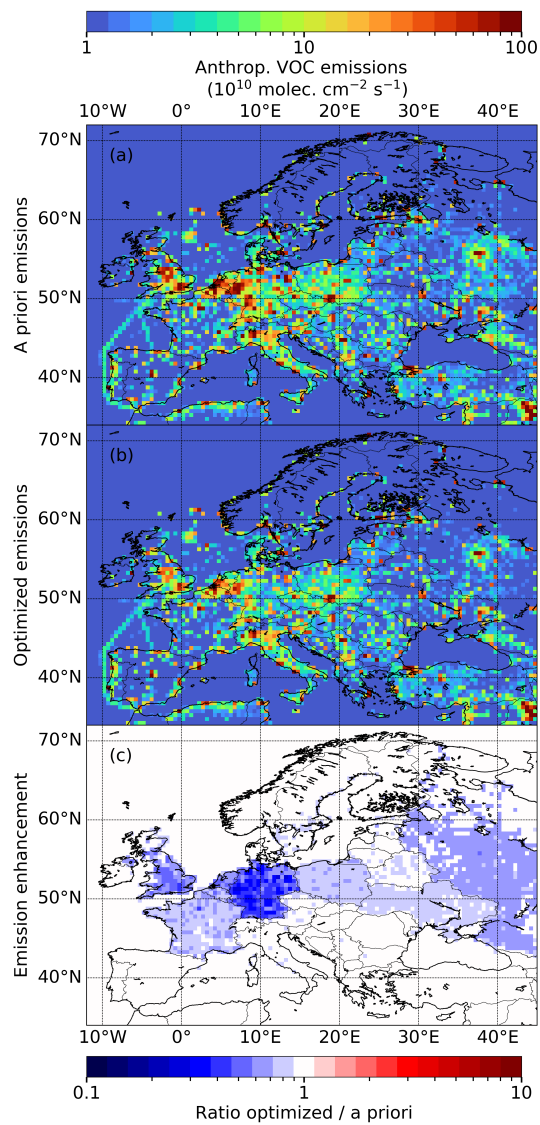 1 10 100
Anthrop. VOC emissions
(10¹⁰ molec. cm⁻² s⁻¹)
10°W 0° 10°E 20°E 30°E 40°E
70°N
(a)
60°N
50°N
40°N
A priori emissions
70°N
(b)
60°N
50°N
40°N
Optimized emissions
70°N
(c)
60°N
50°N
40°N
Emission enhancement
10°W 0° 10°E 20°E 30°E 40°E
0.1 1 10
Ratio optimized / a priori